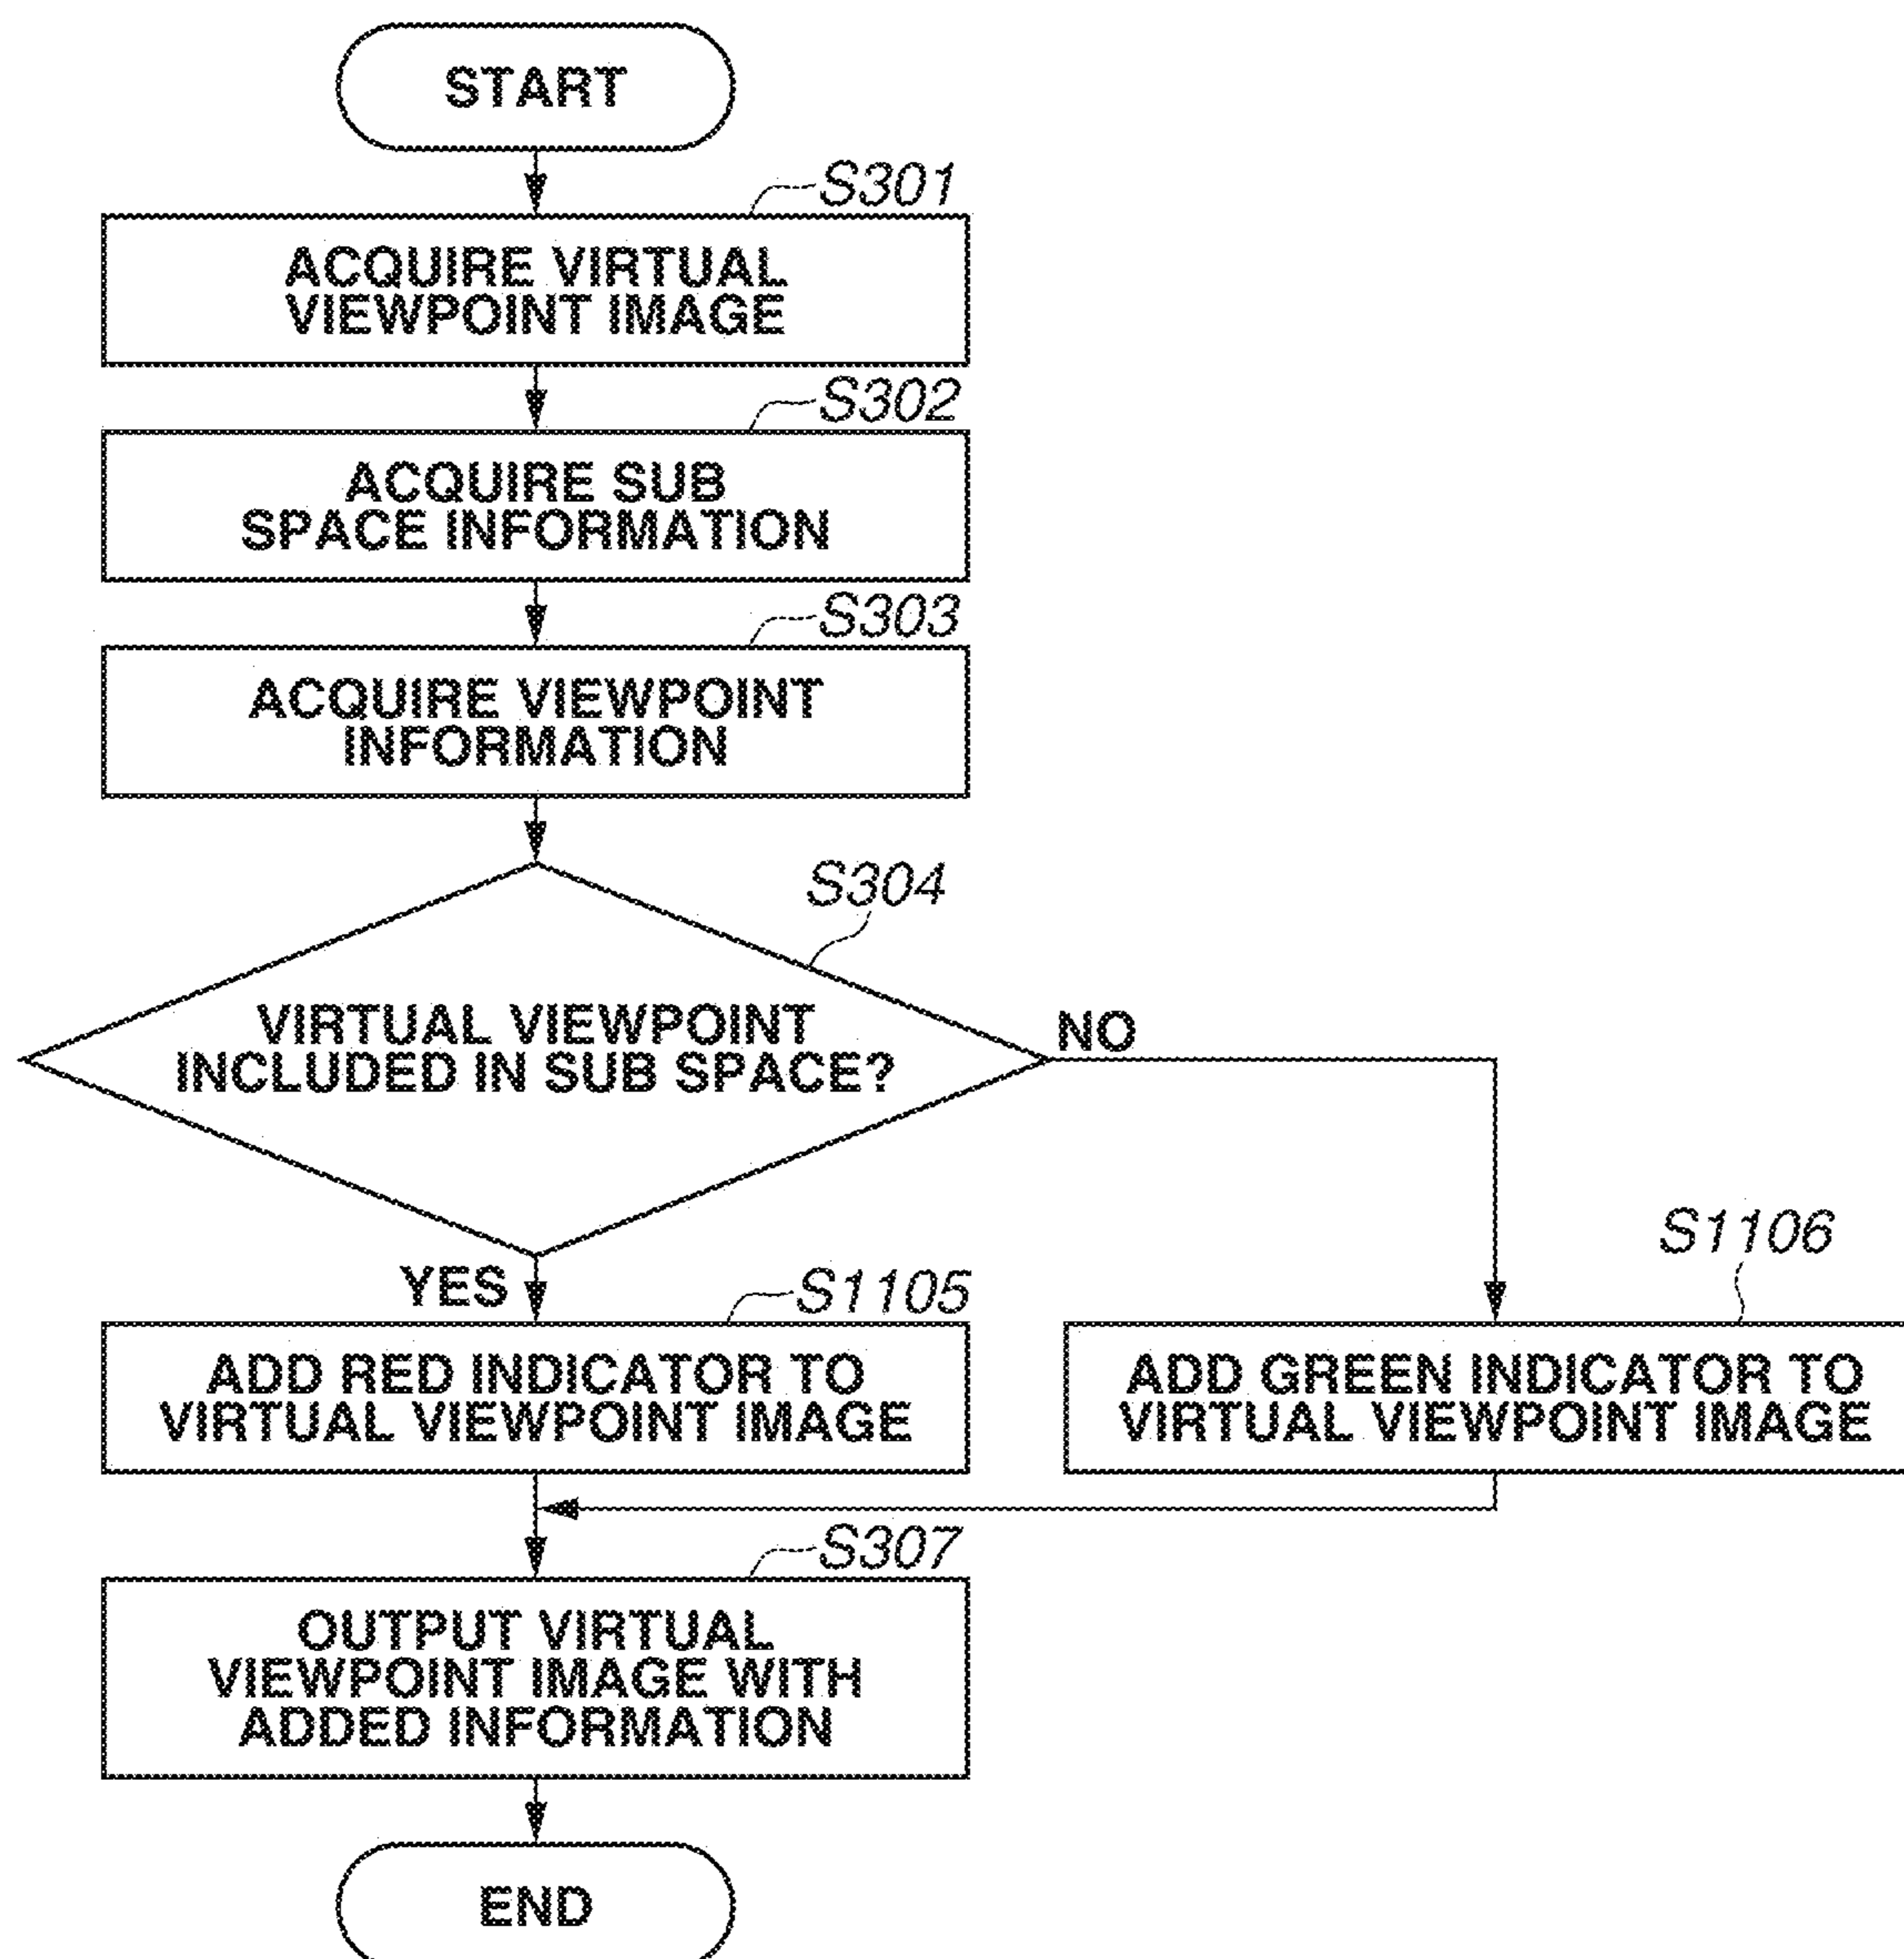 START
S301
ACQUIRE VIRTUAL
VIEWPOINT IMAGE
S302
ACQUIRE SUB
SPACE INFORMATION
S303
ACQUIRE VIEWPOINT
INFORMATION
S304
VIRTUAL VIEWPOINT
INCLUDED IN SUB SPACE?
NO
YES
S1105
ADD RED INDICATOR TO
VIRTUAL VIEWPOINT IMAGE
S1106
ADD GREEN INDICATOR TO
VIRTUAL VIEWPOINT IMAGE
S307
OUTPUT VIRTUAL
VIEWPOINT IMAGE WITH
ADDED INFORMATION
END